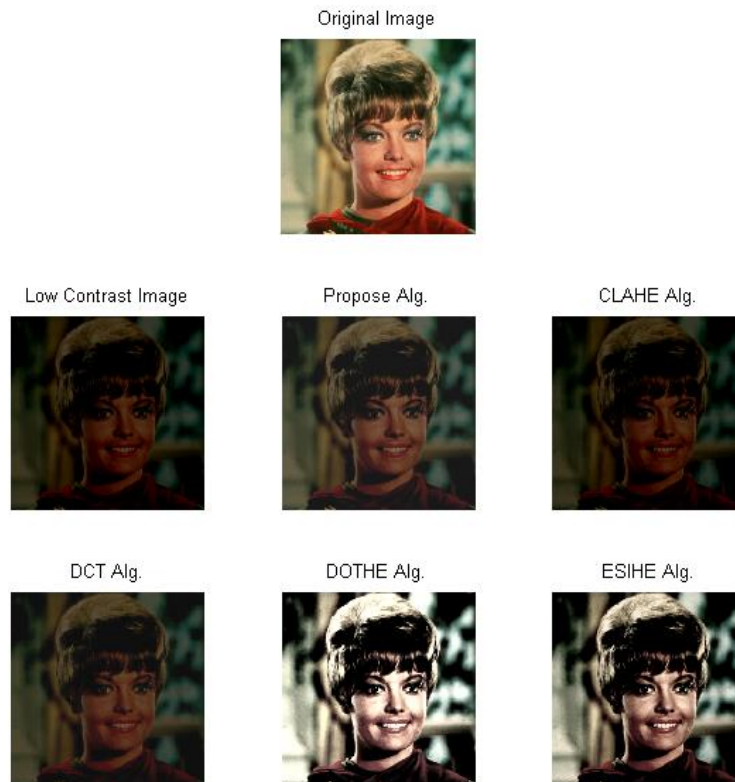 Original Image
Low Contrast Image
Propose Alg.
CLAHE Alg.
DCT Alg.
DOTHE Alg.
ESIHE Alg.